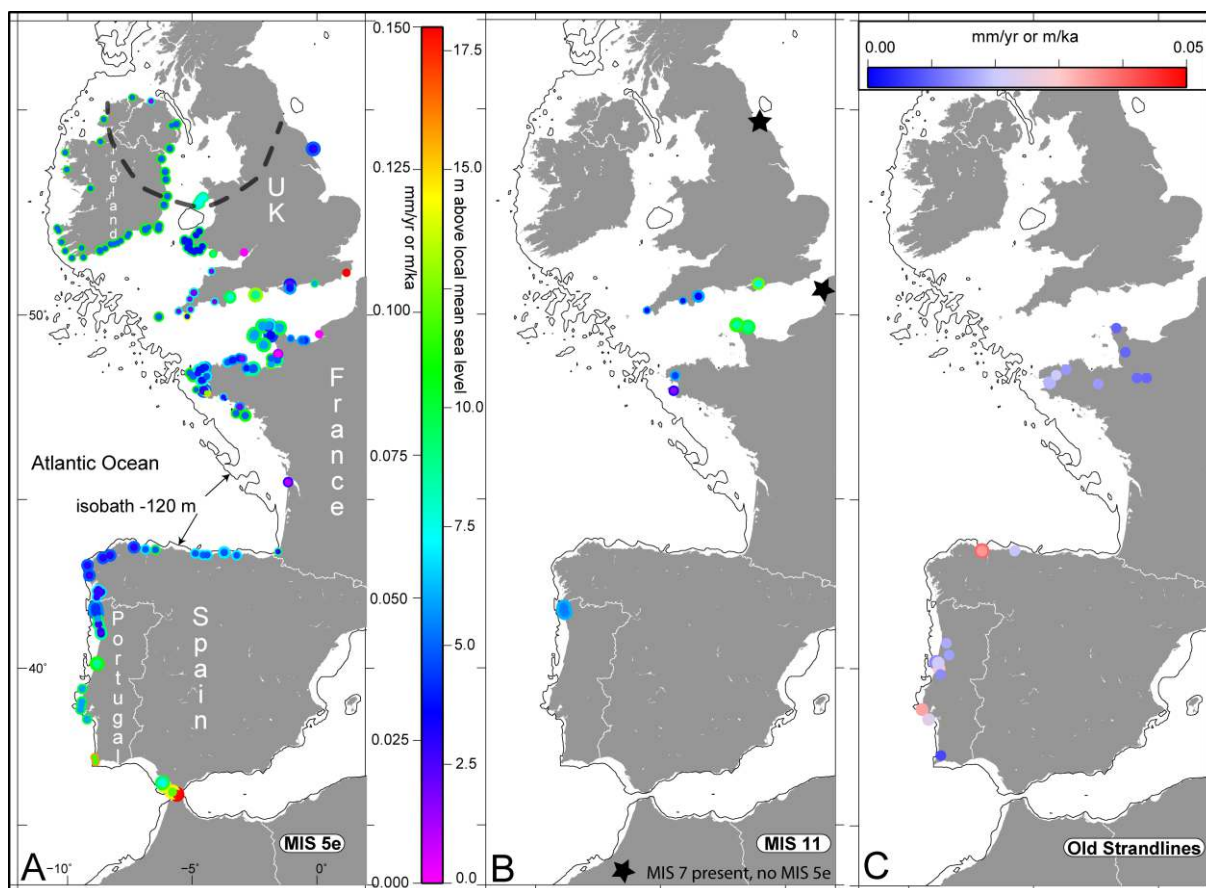 0.150
0.125
0.100
0.075
0.050
0.025
0.000
mm/yr or m/ka
17.5
15.0
10.0
7.5
5.0
2.5
0.0
m above local mean sea level
Ireland
UK
50˚
France
Atlantic Ocean
isobath -120 m
Portugal
Spain
40˚
A
MIS 5e
−10˚
−5˚
0˚
B
MIS 11
MIS 7 present, no MIS 5e
0.00
mm/yr or m/ka
0.05
C
Old Strandlines